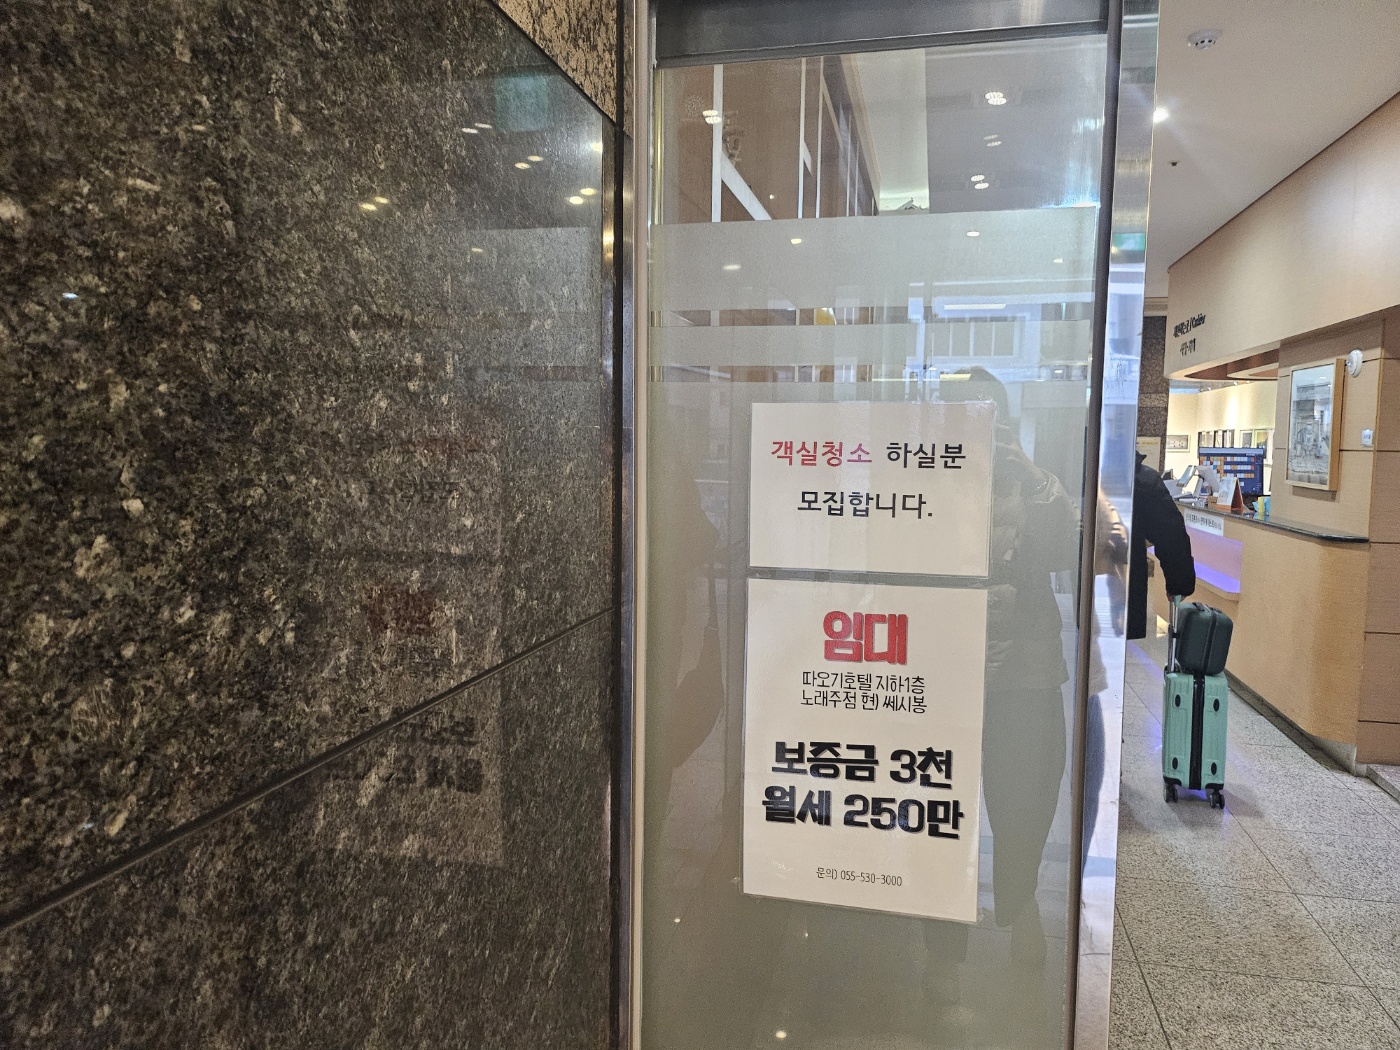 객실청소 하실분
모집합니다.
임대
따오기호텔 지하1층
노래주점 현) 쎄시봉
보증금 3천
월세 250만
문의) 055-530-3000